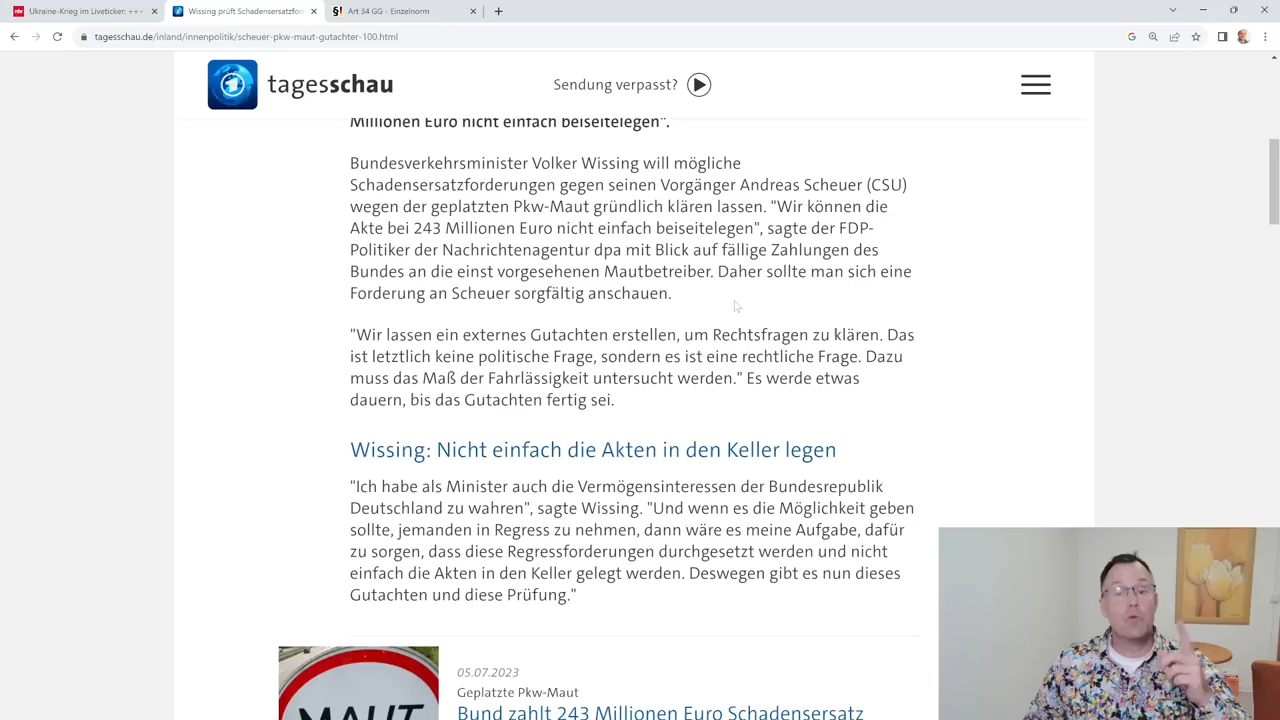 Ukraine-Krieg im Liveticker: +++
Wissing prüft Schadensersatzfor
Art 34 GG - Einzelnorm
tagesschau.de/inland/innenpolitik/scheuer-pkw-maut-gutachter-100.html
tagesschau
Sendung verpasst?
Millionen Euro nicht einfach beiseitelegen".
Bundesverkehrsminister Volker Wissing will mögliche
Schadensersatzforderungen gegen seinen Vorgänger Andreas Scheuer (CSU)
wegen der geplatzten Pkw-Maut gründlich klären lassen. "Wir können die
Akte bei 243 Millionen Euro nicht einfach beiseitelegen", sagte der FDP-
Politiker der Nachrichtenagentur dpa mit Blick auf fällige Zahlungen des
Bundes an die einst vorgesehenen Mautbetreiber. Daher sollte man sich eine
Forderung an Scheuer sorgfältig anschauen.
"Wir lassen ein externes Gutachten erstellen, um Rechtsfragen zu klären. Das
ist letztlich keine politische Frage, sondern es ist eine rechtliche Frage. Dazu
muss das Maß der Fahrlässigkeit untersucht werden." Es werde etwas
dauern, bis das Gutachten fertig sei.
Wissing: Nicht einfach die Akten in den Keller legen
"Ich habe als Minister auch die Vermögensinteressen der Bundesrepublik
Deutschland zu wahren", sagte Wissing. "Und wenn es die Möglichkeit geben
sollte, jemanden in Regress zu nehmen, dann wäre es meine Aufgabe, dafür
zu sorgen, dass diese Regressforderungen durchgesetzt werden und nicht
einfach die Akten in den Keller gelegt werden. Deswegen gibt es nun dieses
Gutachten und diese Prüfung."
05.07.2023
Geplatzte Pkw-Maut
Bund zahlt 243 Millionen Euro Schadensersatz
MAUT